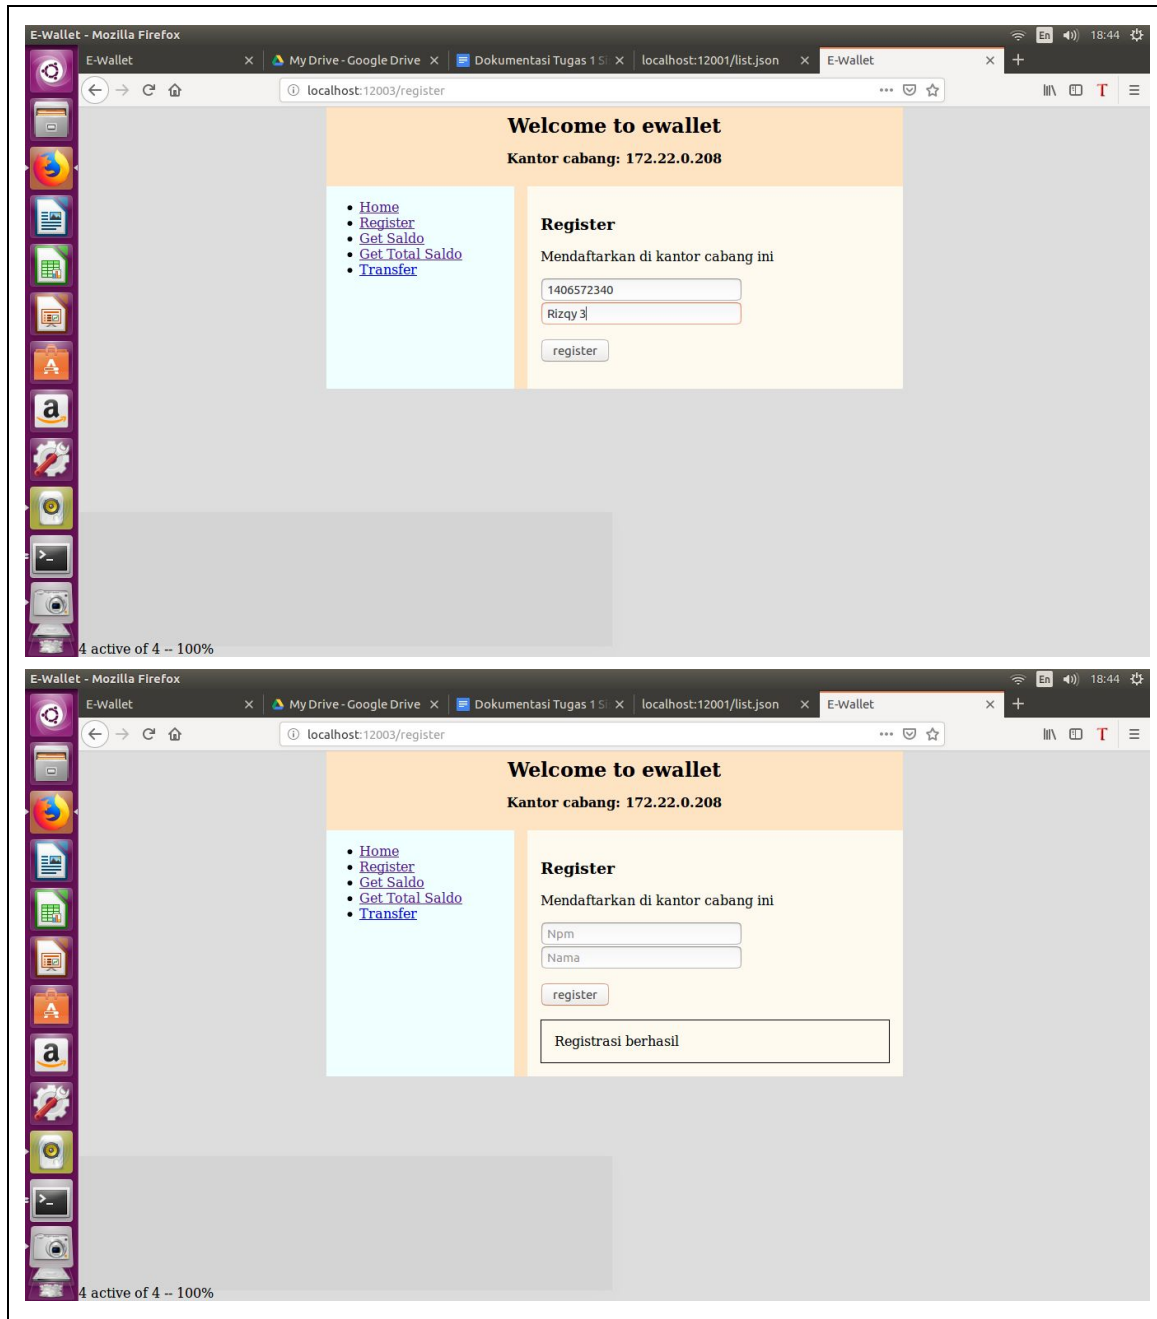 E-Wallet - Mozilla Firefox
En 18:44
E-Wallet
My Drive - Google Drive
Dokumentasi Tugas 1 Si
localhost:12001/list.json
E-Wallet
localhost:12003/register
T
Welcome to ewallet
Kantor cabang: 172.22.0.208
Home
Register
Get Saldo
Get Total Saldo
Transfer
Register
Mendaftarkan di kantor cabang ini
1406572340
Rizqy 3
register
4 active of 4 -- 100%
E-Wallet - Mozilla Firefox
En 18:44
E-Wallet
My Drive - Google Drive
Dokumentasi Tugas 1 Si
localhost:12001/list.json
E-Wallet
localhost:12003/register
T
Welcome to ewallet
Kantor cabang: 172.22.0.208
Home
Register
Get Saldo
Get Total Saldo
Transfer
Register
Mendaftarkan di kantor cabang ini
Npm
Nama
register
Registrasi berhasil
4 active of 4 -- 100%